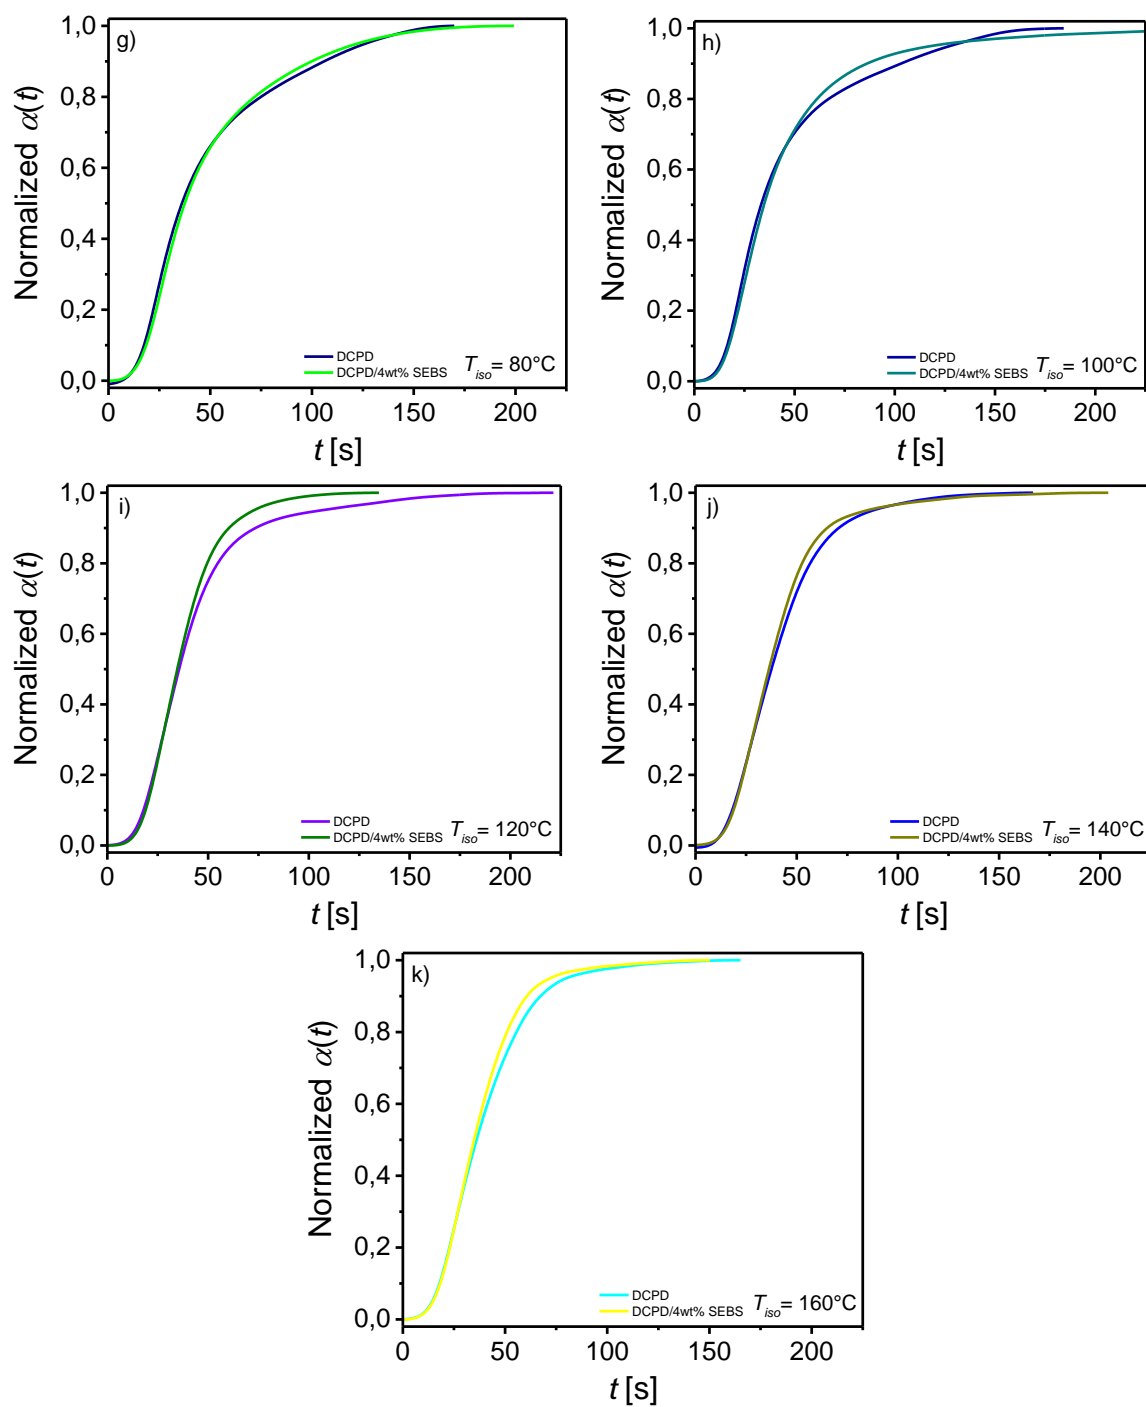 g)
Normalized α(t)
1,0
0,8
0,6
0,4
0,2
0,0
DCPD
DCPD/4wt% SEBS
T_iso = 80°C
0 50 100 150 200
t [s]
h)
Normalized α(t)
1,0
0,8
0,6
0,4
0,2
0,0
DCPD
DCPD/4wt% SEBS
T_iso = 100°C
0 50 100 150 200
t [s]
i)
Normalized α(t)
1,0
0,8
0,6
0,4
0,2
0,0
DCPD
DCPD/4wt% SEBS
T_iso = 120°C
0 50 100 150 200
t [s]
j)
Normalized α(t)
1,0
0,8
0,6
0,4
0,2
0,0
DCPD
DCPD/4wt% SEBS
T_iso = 140°C
0 50 100 150 200
t [s]
k)
Normalized α(t)
1,0
0,8
0,6
0,4
0,2
0,0
DCPD
DCPD/4wt% SEBS
T_iso = 160°C
0 50 100 150 200
t [s]